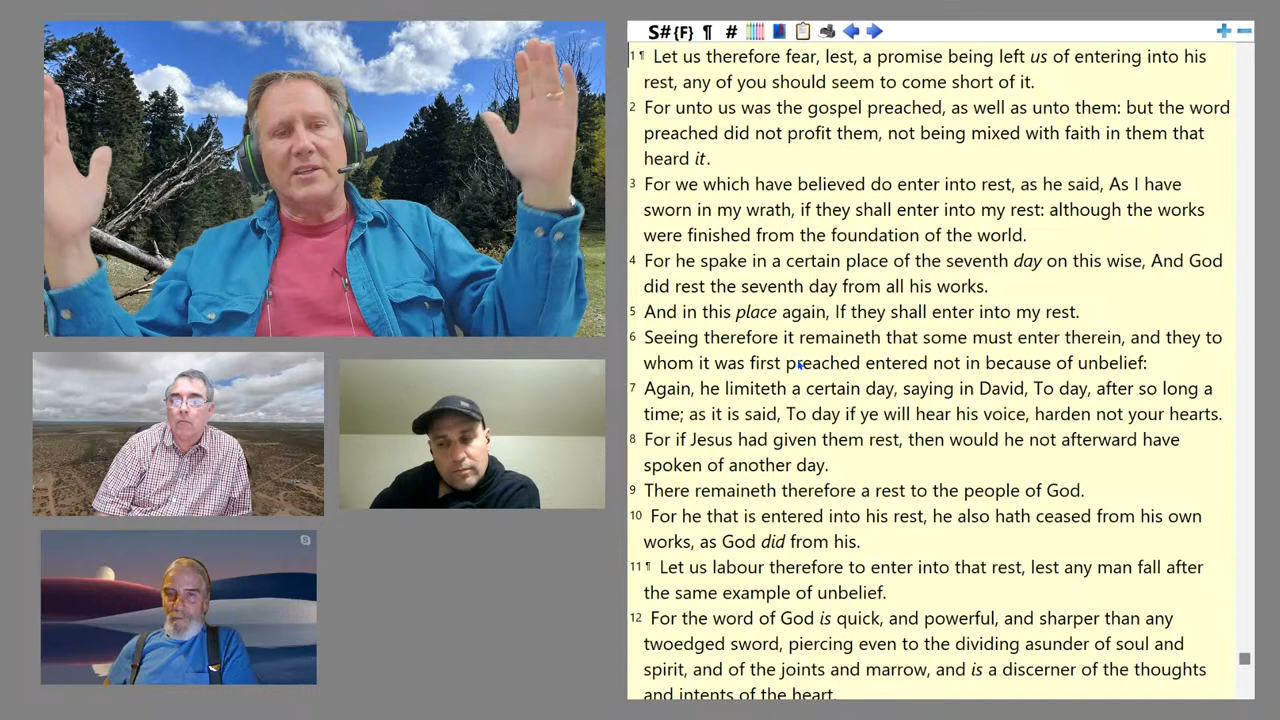 S# {F} ¶ #
1 ¶ Let us therefore fear, lest, a promise being left us of entering into his
rest, any of you should seem to come short of it.
2 For unto us was the gospel preached, as well as unto them: but the word
preached did not profit them, not being mixed with faith in them that
heard it.
3 For we which have believed do enter into rest, as he said, As I have
sworn in my wrath, if they shall enter into my rest: although the works
were finished from the foundation of the world.
4 For he spake in a certain place of the seventh day on this wise, And God
did rest the seventh day from all his works.
5 And in this place again, If they shall enter into my rest.
6 Seeing therefore it remaineth that some must enter therein, and they to
whom it was first preached entered not in because of unbelief:
7 Again, he limiteth a certain day, saying in David, To day, after so long a
time; as it is said, To day if ye will hear his voice, harden not your hearts.
8 For if Jesus had given them rest, then would he not afterward have
spoken of another day.
9 There remaineth therefore a rest to the people of God.
10 For he that is entered into his rest, he also hath ceased from his own
works, as God did from his.
11 ¶ Let us labour therefore to enter into that rest, lest any man fall after
the same example of unbelief.
12 For the word of God is quick, and powerful, and sharper than any
twoedged sword, piercing even to the dividing asunder of soul and
spirit, and of the joints and marrow, and is a discerner of the thoughts
and intents of the heart.